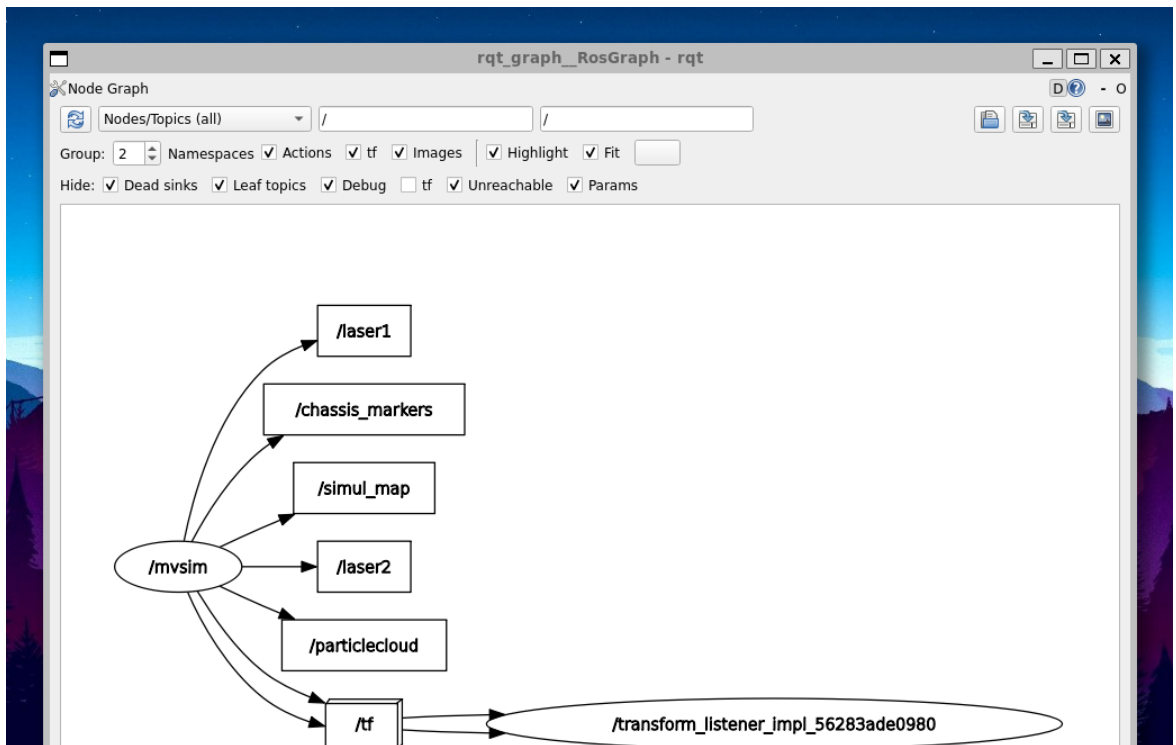 rqt_graph__RosGraph - rqt
Node Graph D ? - O
Nodes/Topics (all) / /
Group: 2 Namespaces Actions tf Images Highlight Fit
Hide: Dead sinks Leaf topics Debug tf Unreachable Params
/laser1
/chassis_markers
/simul_map
/mvsim /laser2
/particlecloud
/tf /transform_listener_impl_56283ade0980